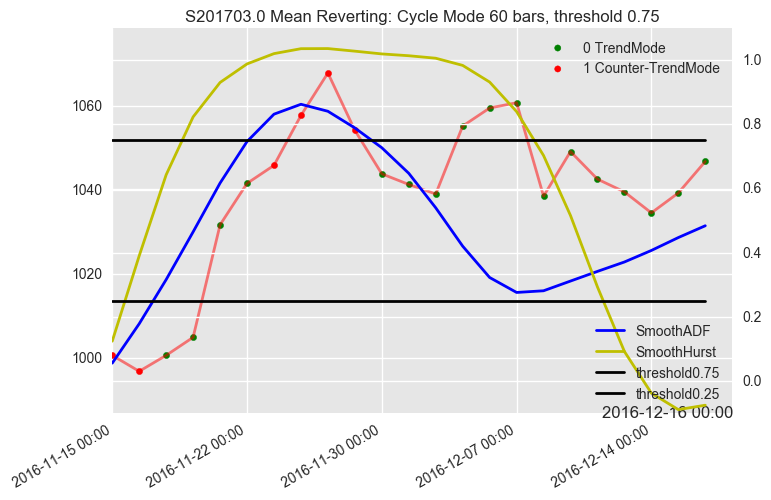 S201703.0 Mean Reverting: Cycle Mode 60 bars, threshold 0.75
0 TrendMode
1 Counter-TrendMode
1060
1040
1020
1000
1.0
0.8
0.6
0.4
0.2
0.0
SmoothADF
SmoothHurst
threshold0.75
threshold0.25
2016-12-16 00:00
2016-11-15 00:00
2016-11-22 00:00
2016-11-30 00:00
2016-12-07 00:00
2016-12-14 00:00